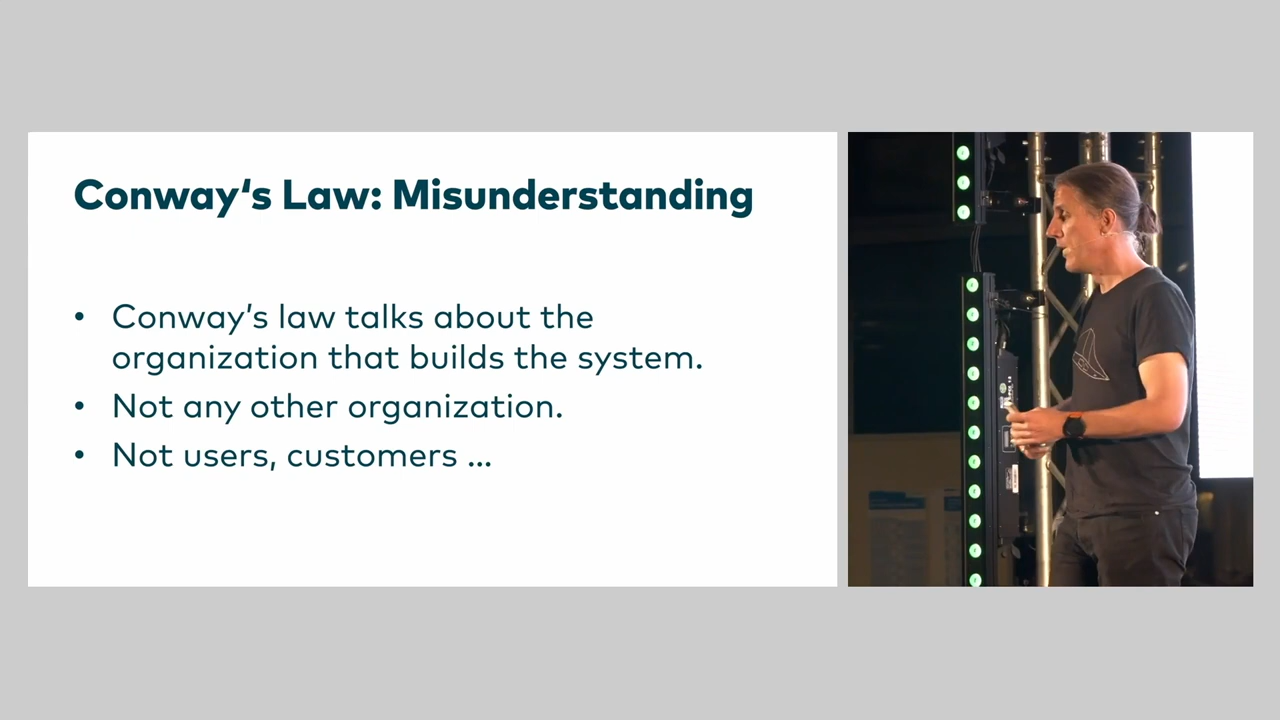 Conway‘s Law: Misunderstanding
• Conway’s law talks about the
organization that builds the system.
• Not any other organization.
• Not users, customers ...